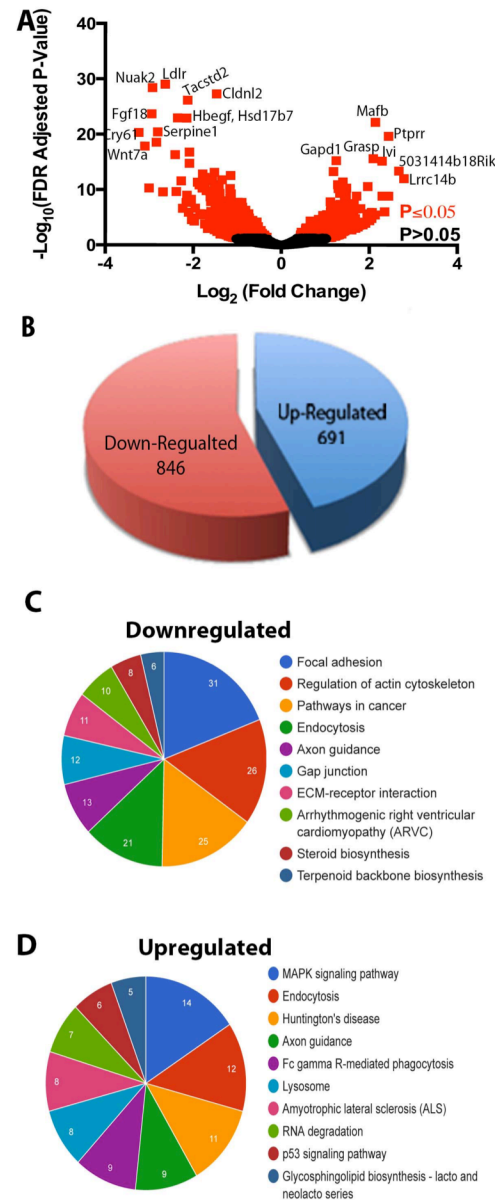 A
-Log10(FDR Adjested P-Value)
40
30
20
10
0
Nuak2
Ldlr
Tacstd2
Cldnl2
Fgf18
Hbegf, Hsd17b7
Cry61
Serpine1
Wnt7a
Mafb
Ptprr
Gapd1
Grasp
Ivi
5031414b18Rik
Lrrc14b
P≤0.05
P>0.05
-4
-2
0
2
4
Log2 (Fold Change)
B
Down-Regualted
846
Up-Regulated
691
C
Downregulated
31
26
25
21
13
12
11
10
8
6
Focal adhesion
Regulation of actin cytoskeleton
Pathways in cancer
Endocytosis
Axon guidance
Gap junction
ECM-receptor interaction
Arrhythmogenic right ventricular
cardiomyopathy (ARVC)
Steroid biosynthesis
Terpenoid backbone biosynthesis
D
Upregulated
14
12
11
9
9
8
8
7
6
5
MAPK signaling pathway
Endocytosis
Huntington's disease
Axon guidance
Fc gamma R-mediated phagocytosis
Lysosome
Amyotrophic lateral sclerosis (ALS)
RNA degradation
p53 signaling pathway
Glycosphingolipid biosynthesis - lacto and
neolacto series